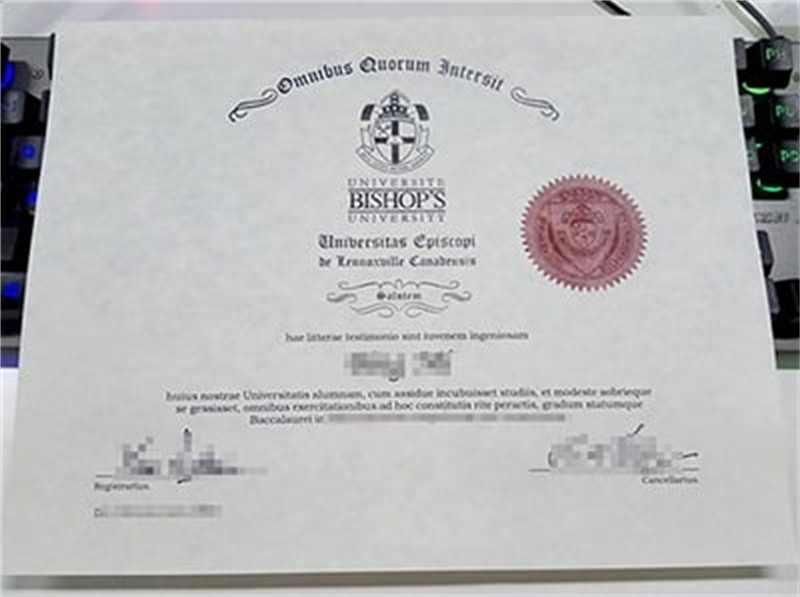 Omnibus Quorum Intersit
UNIVERSITE
BISHOP'S
UNIVERSITY
Universitas Episcopi
de Lennoxville Canadensis
Salutem
hae litterae testimonio sint iuvenem ingeniosam
huius nostrae Universitatis alumnam, cum assidue incubuisset studiis, et modeste sobrieque
se gessisset, omnibus exercitationibus ad hoc constitutis rite peractis, gradum statumque
Baccalaurei
Registrarius
Cancellarius